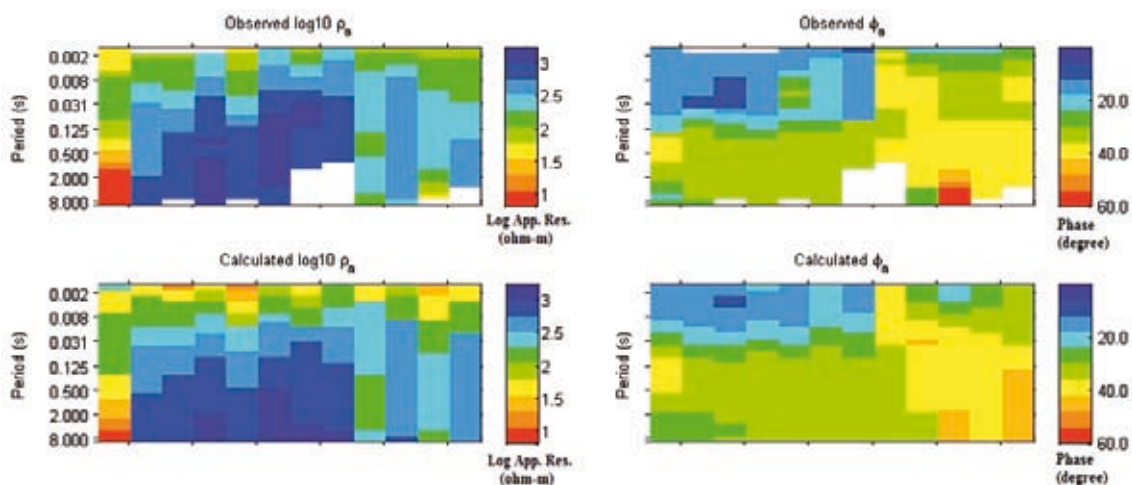 Observed log10 ρa
Period (s)
0.002
0.008
0.031
0.125
0.500
2.000
8.000
3
2.5
2
1.5
1
Log App. Res.
(ohm-m)
Observed ϕa
Period (s)
20.0
40.0
60.0
Phase
(degree)
Calculated log10 ρa
Period (s)
0.002
0.008
0.031
0.125
0.500
2.000
8.000
3
2.5
2
1.5
1
Log App. Res.
(ohm-m)
Calculated ϕa
Period (s)
20.0
40.0
60.0
Phase
(degree)